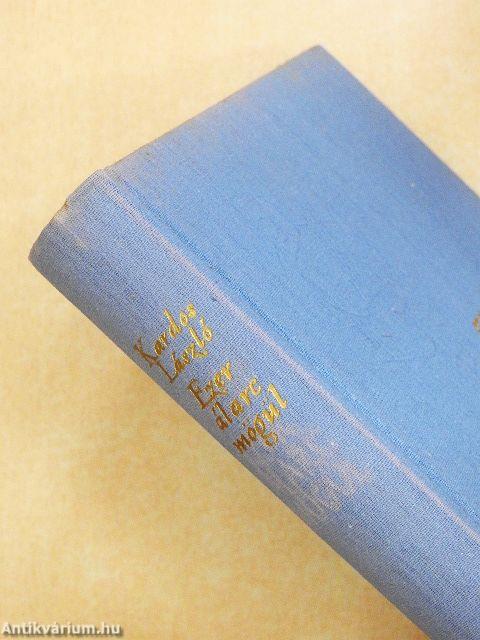 Kardos
László
Ezer
álarc
mögül
Antikvárium.hu